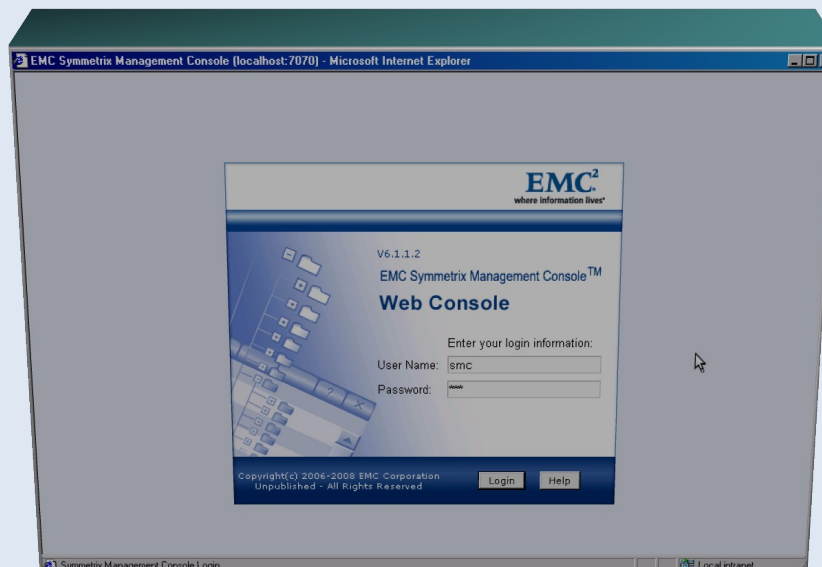 EMC Symmetrix Management Console (localhost:7070) - Microsoft Internet Explorer
EMC²
where information lives®
V6.1.1.2
EMC Symmetrix Management Console™
Web Console
Enter your login information:
User Name: smc
Password: ***
Copyright(c) 2006-2008 EMC Corporation
Unpublished - All Rights Reserved
Login
Help
Symmetrix Management Console Login
Local intranet